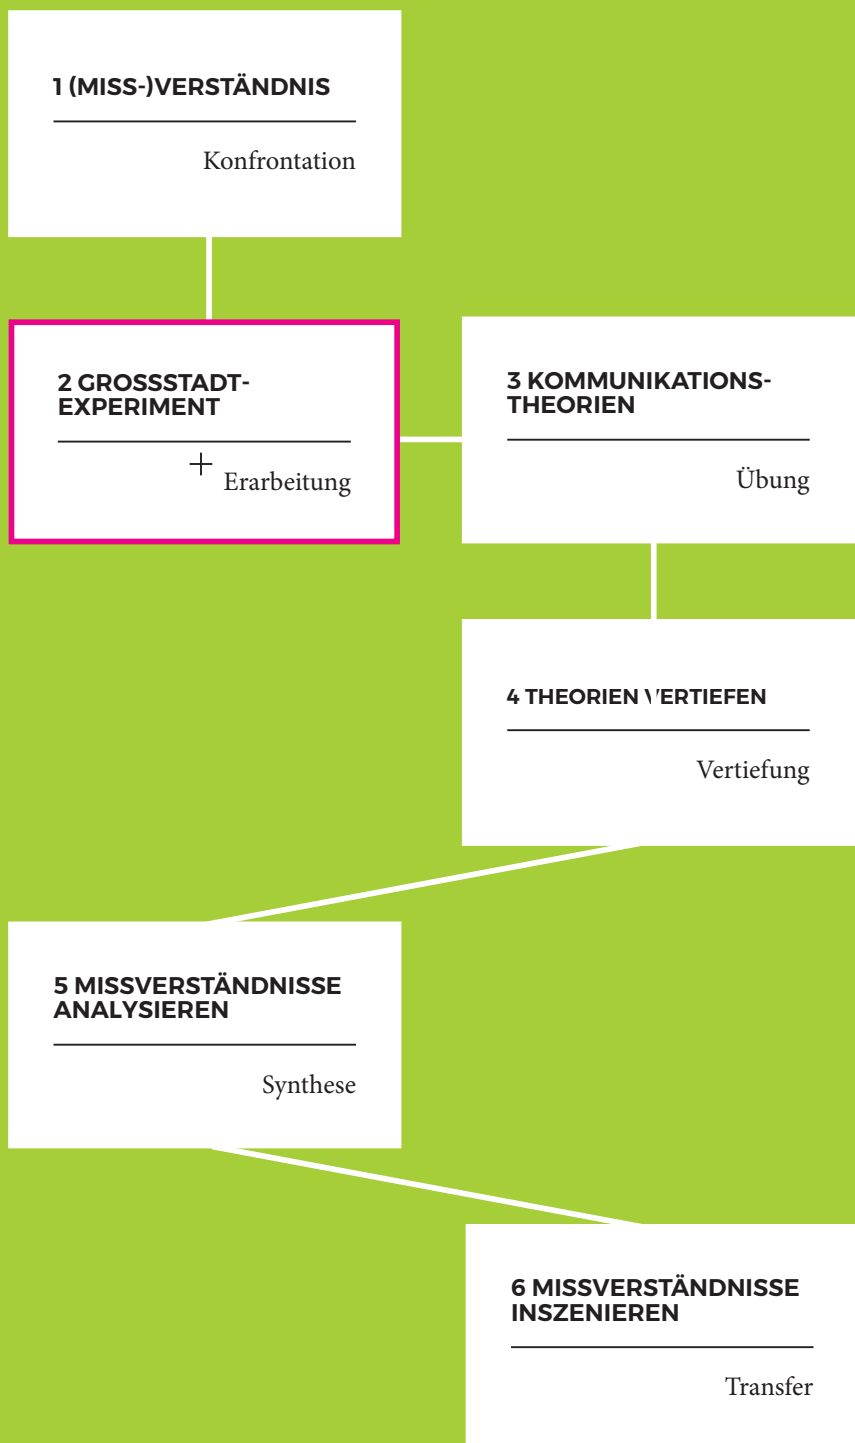 1 (MISS-)VERSTÄNDNIS
Konfrontation
2 GROSSSTADT-
EXPERIMENT
+ Erarbeitung
3 KOMMUNIKATIONS-
THEORIEN
Übung
4 THEORIEN VERTIEFEN
Vertiefung
5 MISSVERSTÄNDNISSE
ANALYSIEREN
Synthese
6 MISSVERSTÄNDNISSE
INSZENIEREN
Transfer